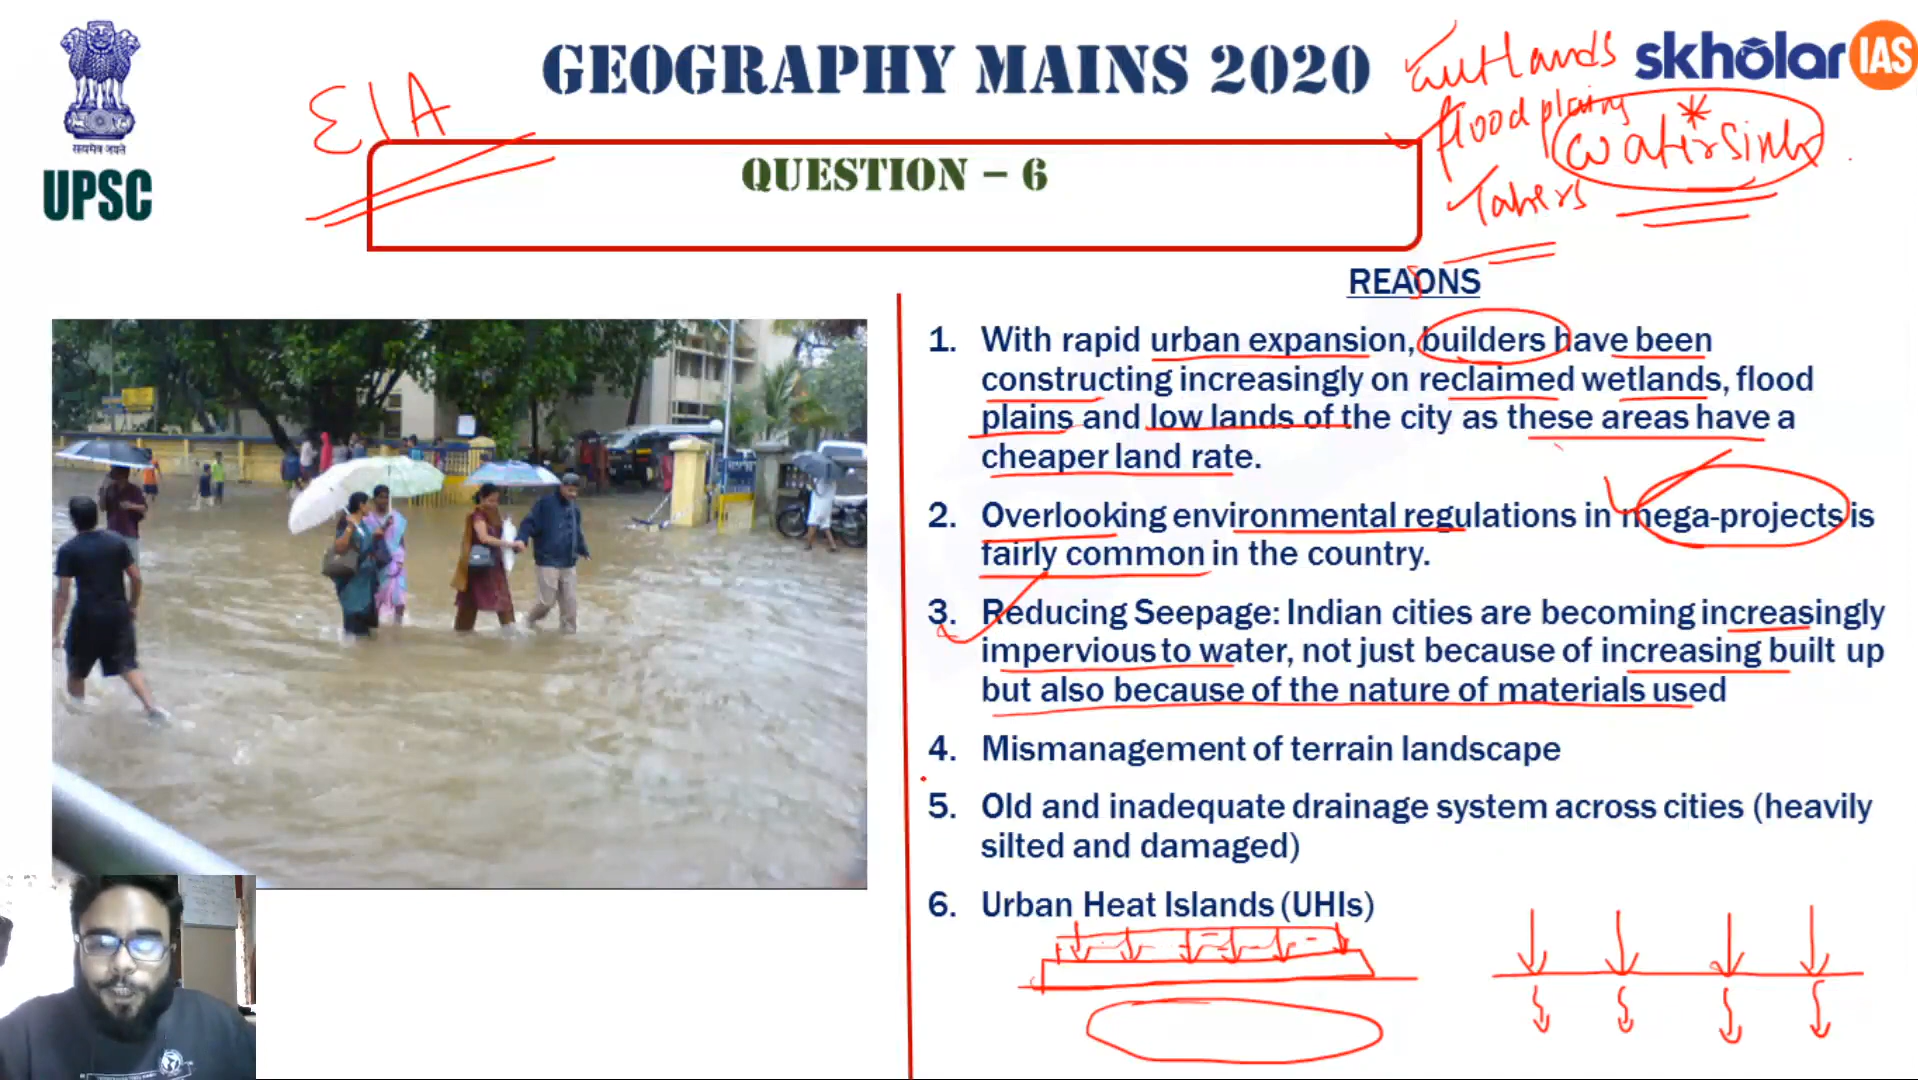 GEOGRAPHY MAINS 2020
skholar IAS
सत्यमेव जयते
UPSC
EIA
wetlands
flood plains
watersink
QUESTION – 6
REAONS
s
1. With rapid urban expansion, builders have been
constructing increasingly on reclaimed wetlands, flood
plains and low lands of the city as these areas have a
cheaper land rate.
2. Overlooking environmental regulations in mega-projects is
fairly common in the country.
3. Reducing Seepage: Indian cities are becoming increasingly
impervious to water, not just because of increasing built up
but also because of the nature of materials used
4. Mismanagement of terrain landscape
5. Old and inadequate drainage system across cities (heavily
silted and damaged)
6. Urban Heat Islands (UHIs)